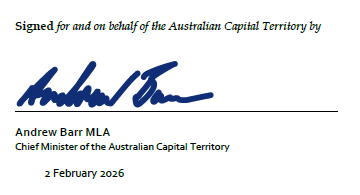 Signed for and on behalf of the Australian Capital Territory by
Andrew Barr MLA
Chief Minister of the Australian Capital Territory
2 February 2026